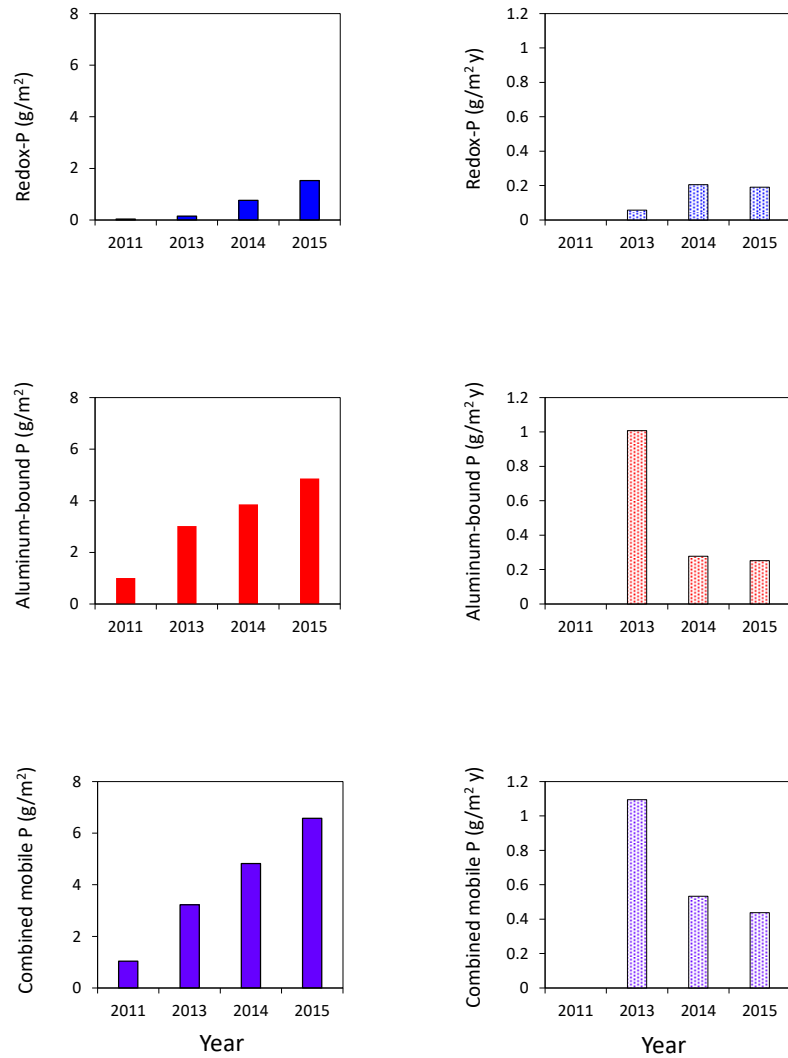 Redox-P (g/m²)
8
6
4
2
0
2011 2013 2014 2015
Redox-P (g/m² y)
1.2
1
0.8
0.6
0.4
0.2
0
2011 2013 2014 2015
Aluminum-bound P (g/m²)
8
6
4
2
0
2011 2013 2014 2015
Aluminum-bound P (g/m² y)
1.2
1
0.8
0.6
0.4
0.2
0
2011 2013 2014 2015
Combined mobile P (g/m²)
8
6
4
2
0
2011 2013 2014 2015
Year
Combined mobile P (g/m² y)
1.2
1
0.8
0.6
0.4
0.2
0
2011 2013 2014 2015
Year